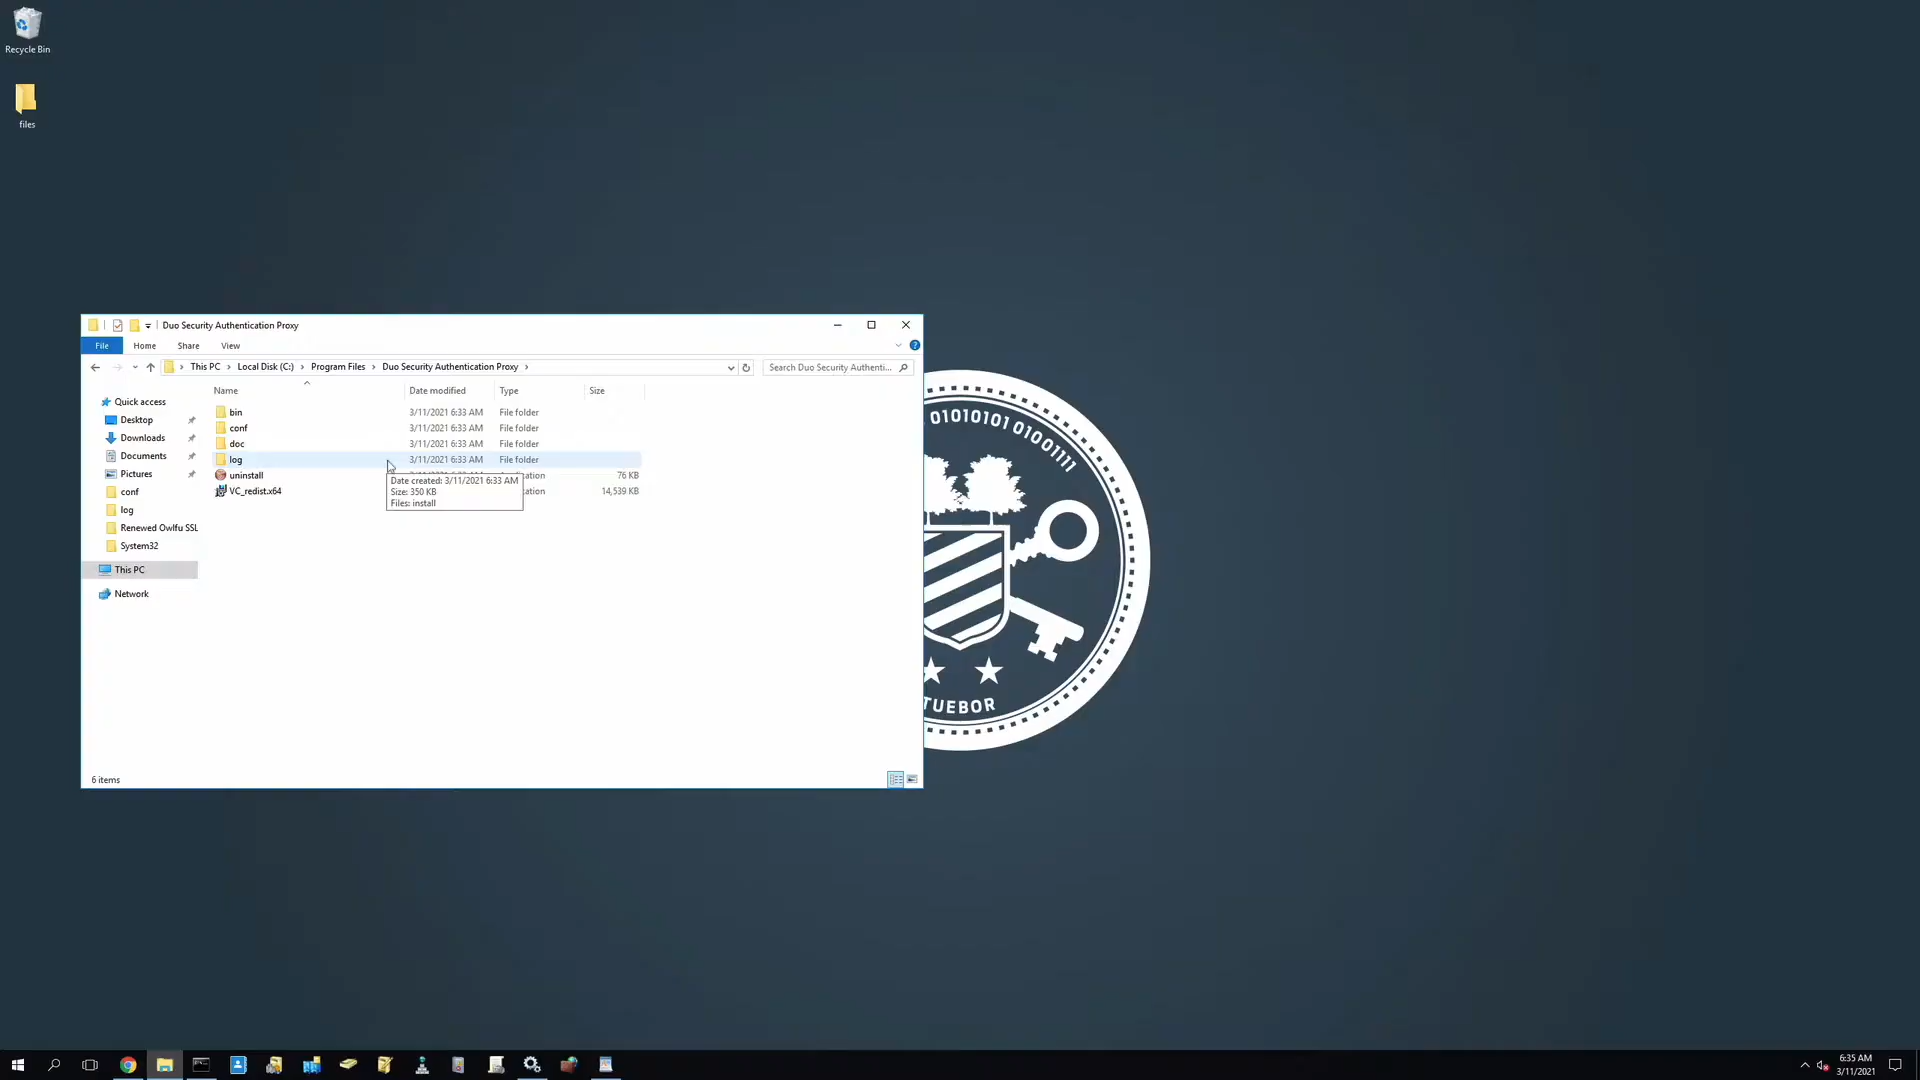 Recycle Bin
files
Duo Security Authentication Proxy
File Home Share View
This PC > Local Disk (C:) > Program Files > Duo Security Authentication Proxy >
Search Duo Security Authenti...
Name Date modified Type Size
Quick access
Desktop
Downloads
Documents
Pictures
conf
log
Renewed Owlfu SSL
System32
This PC
Network
bin 3/11/2021 6:33 AM File folder
conf 3/11/2021 6:33 AM File folder
doc 3/11/2021 6:33 AM File folder
log 3/11/2021 6:33 AM File folder
uninstall 76 KB
VC_redist.x64 14,539 KB
Date created: 3/11/2021 6:33 AM
Size: 350 KB
Files: install
6 items
01010101 01001111
TUEBOR
6:35 AM
3/11/2021